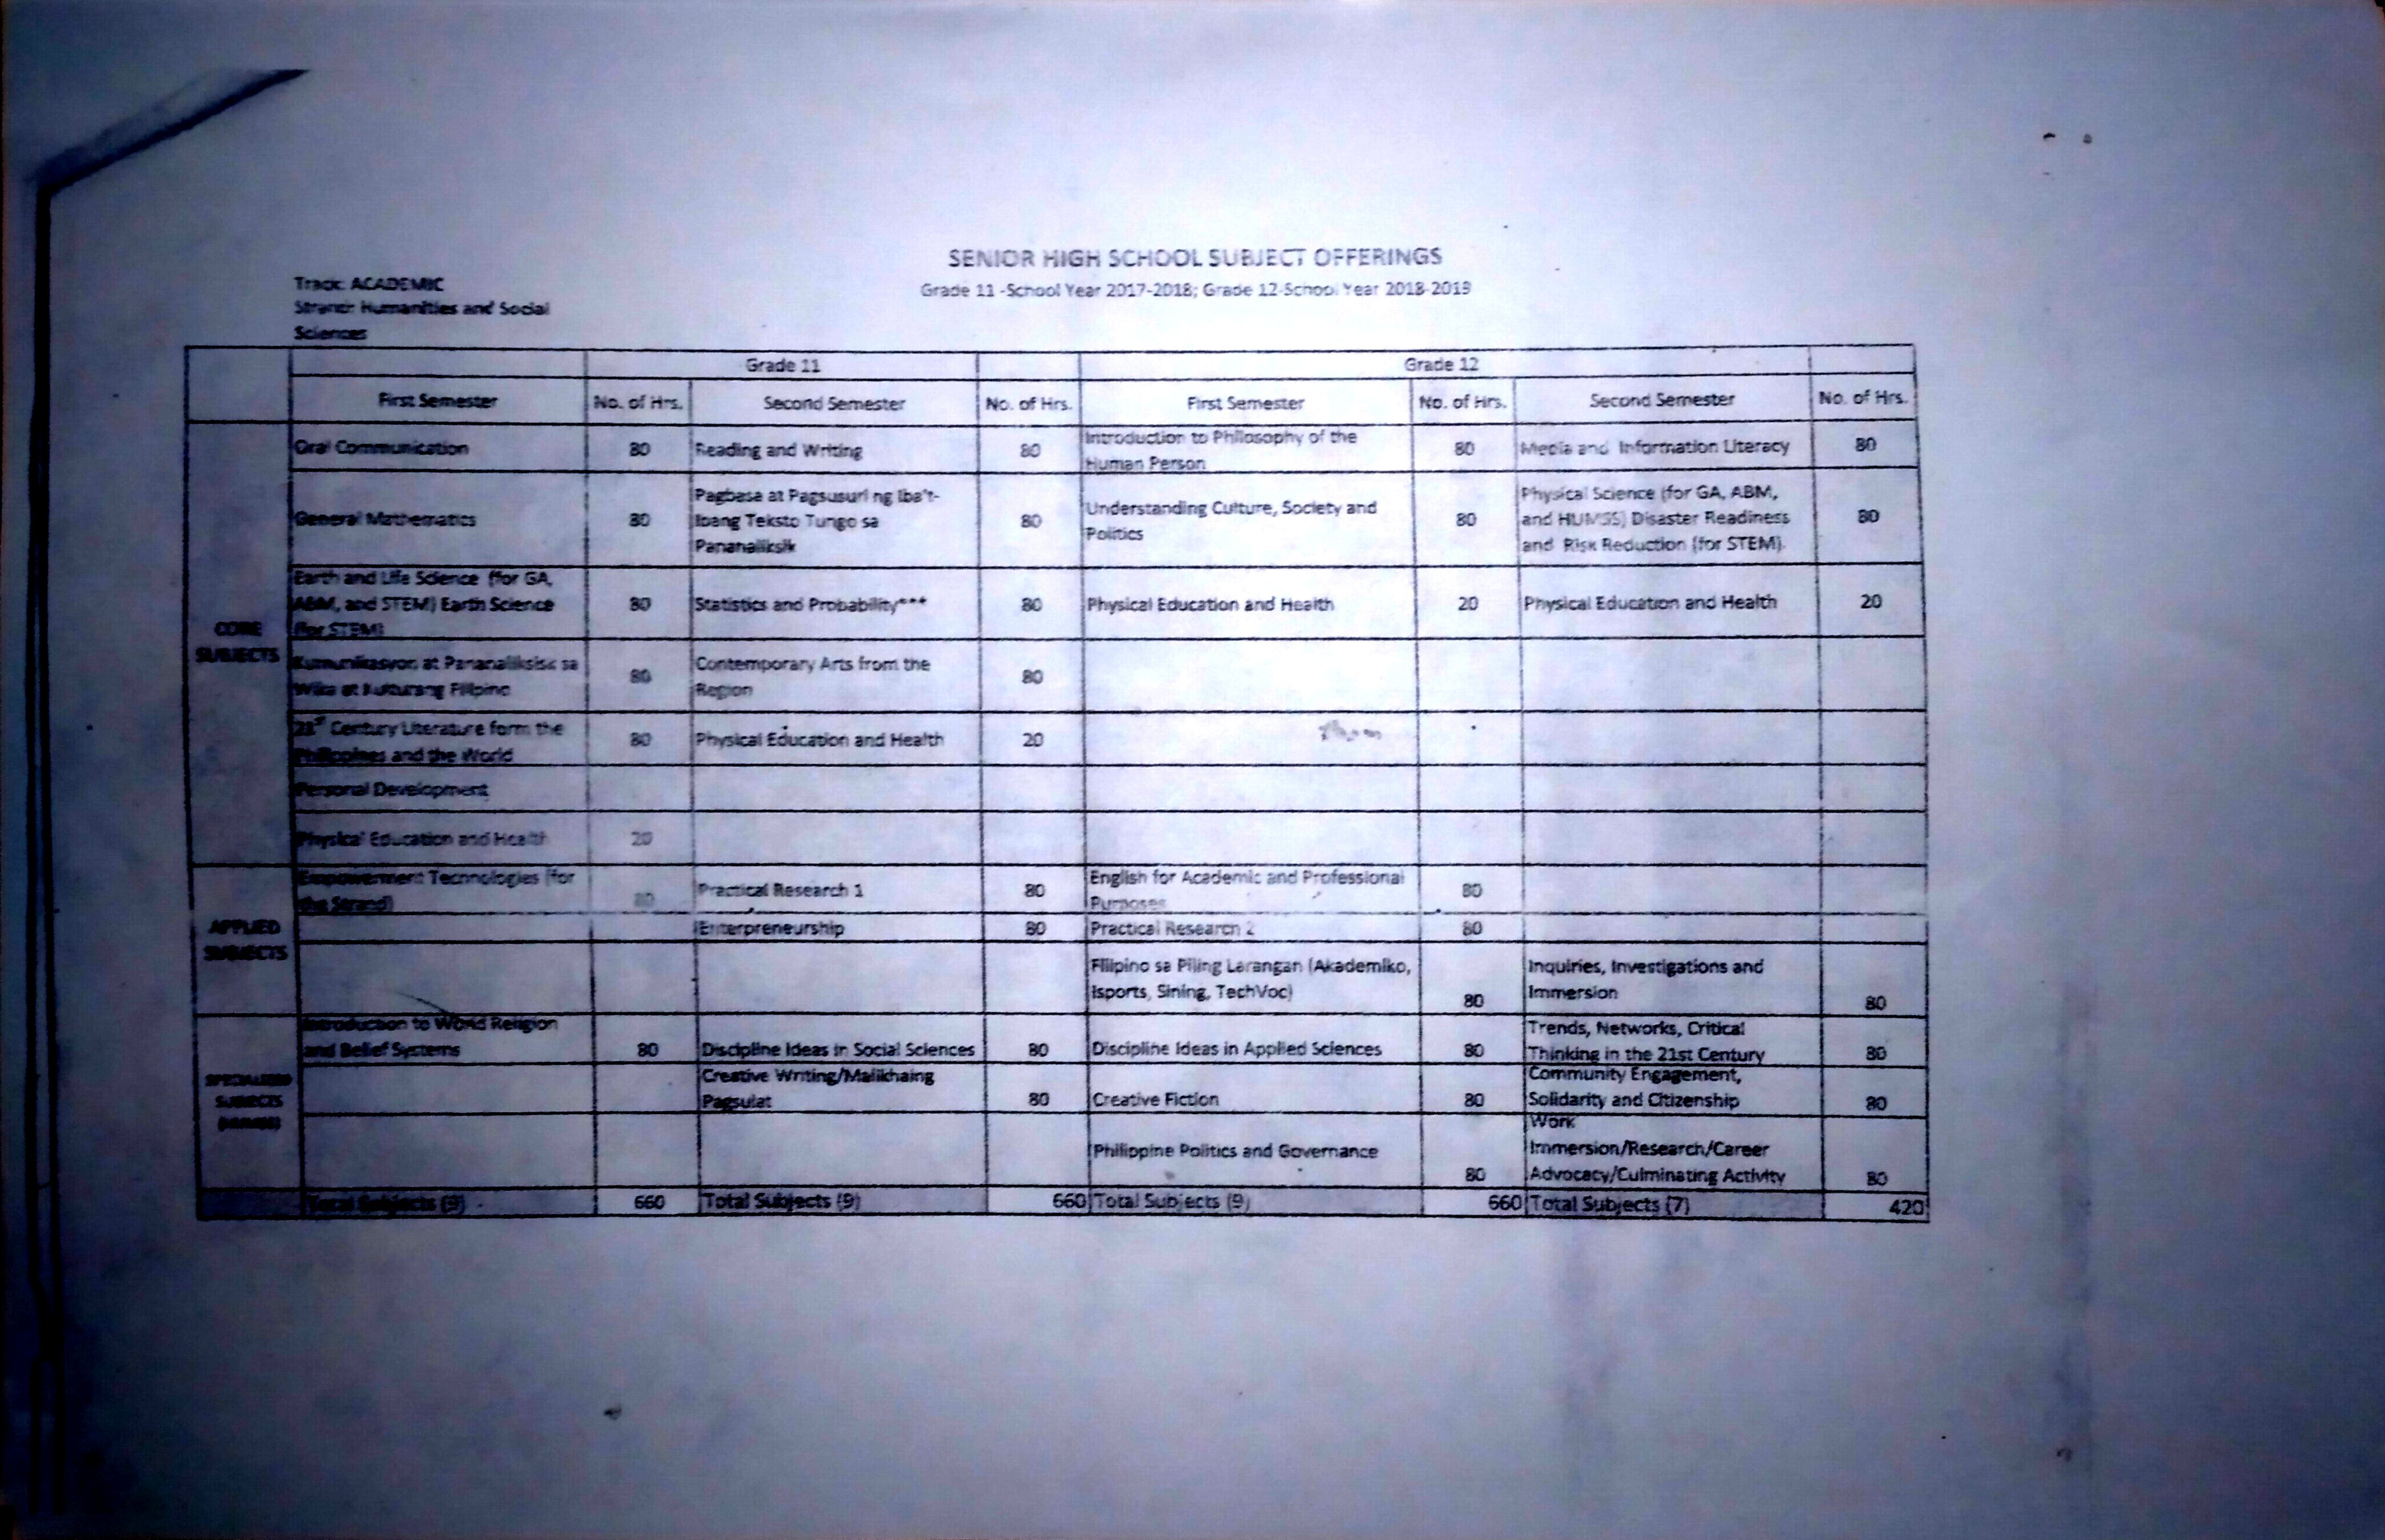 SENIOR HIGH SCHOOL SUBJECT OFFERINGS
Grade 11 -School Year 2017-2018; Grade 12-School Year 2018-2019
Track: ACADEMIC
Strand: Humanities and Social
Sciences
Grade 11 Grade 12
First Semester No. of Hrs. Second Semester No. of Hrs. First Semester No. of Hrs. Second Semester No. of Hrs.
CORE
SUBJECTS
Oral Communication 80 Reading and Writing 80 Introduction to Philosophy of the
Human Person 80 Media and Information Literacy 80
General Mathematics 80 Pagbasa at Pagsusuri ng Iba't-
Ibang Teksto Tungo sa
Pananaliksik 80 Understanding Culture, Society and
Politics 80 Physical Science (for GA, ABM,
and HUMSS) Disaster Readiness
and Risk Reduction (for STEM). 80
Earth and Life Science (for GA,
ABM, and STEM) Earth Science
(for STEM) 80 Statistics and Probability*** 80 Physical Education and Health 20 Physical Education and Health 20
Kumunikasyon at Pananaliksisk sa
Wika at Kulturang Filipino 80 Contemporary Arts from the
Region 80
21st Century Literature form the
Philippines and the World 80 Physical Education and Health 20
Personal Development
Physical Education and Health 20
APPLIED
SUBJECTS
Empowerment Technologies (for
the Strand) 80 Practical Research 1 80 English for Academic and Professional
Purposes 80
Enterpreneurship 80 Practical Research 2 80
Filipino sa Piling Larangan (Akademiko,
Isports, Sining, TechVoc) 80 Inquiries, Investigations and
Immersion 80
SPECIALIZED
SUBJECTS
Introduction to World Religion
and Belief Systems 80 Discipline Ideas in Social Sciences 80 Discipline Ideas in Applied Sciences 80 Trends, Networks, Critical
Thinking in the 21st Century 80
Creative Writing/Malikhaing
Pagsulat 80 Creative Fiction 80 Community Engagement,
Solidarity and Citizenship 80
Philippine Politics and Governance 80 Work
Immersion/Research/Career
Advocacy/Culminating Activity 80
Total Subjects (9) 660 Total Subjects (9) 660 Total Subjects (9) 660 Total Subjects (7) 420